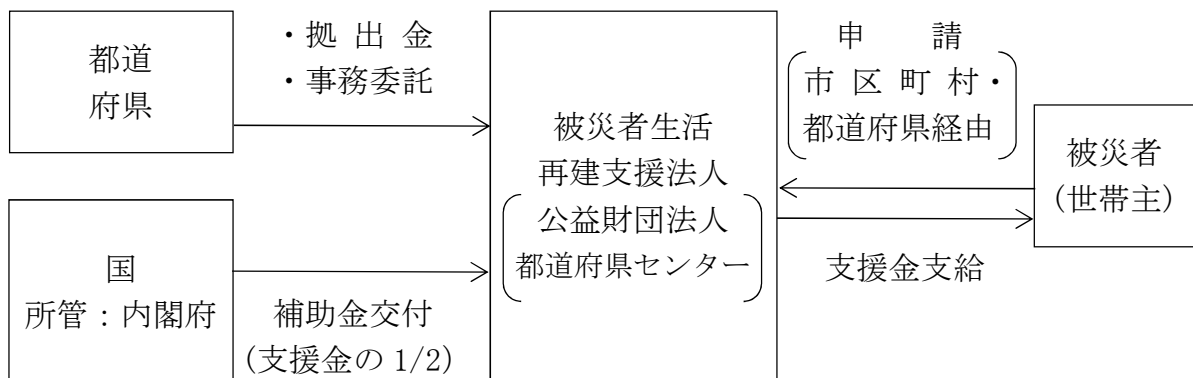 都道
府県
・拠 出 金
・事務委託
被災者生活
再建支援法人
公益財団法人
都道府県センター
申 請
市 区 町 村・
都道府県経由
被災者
(世帯主)
支援金支給
国
所管：内閣府
補助金交付
(支援金の 1/2)